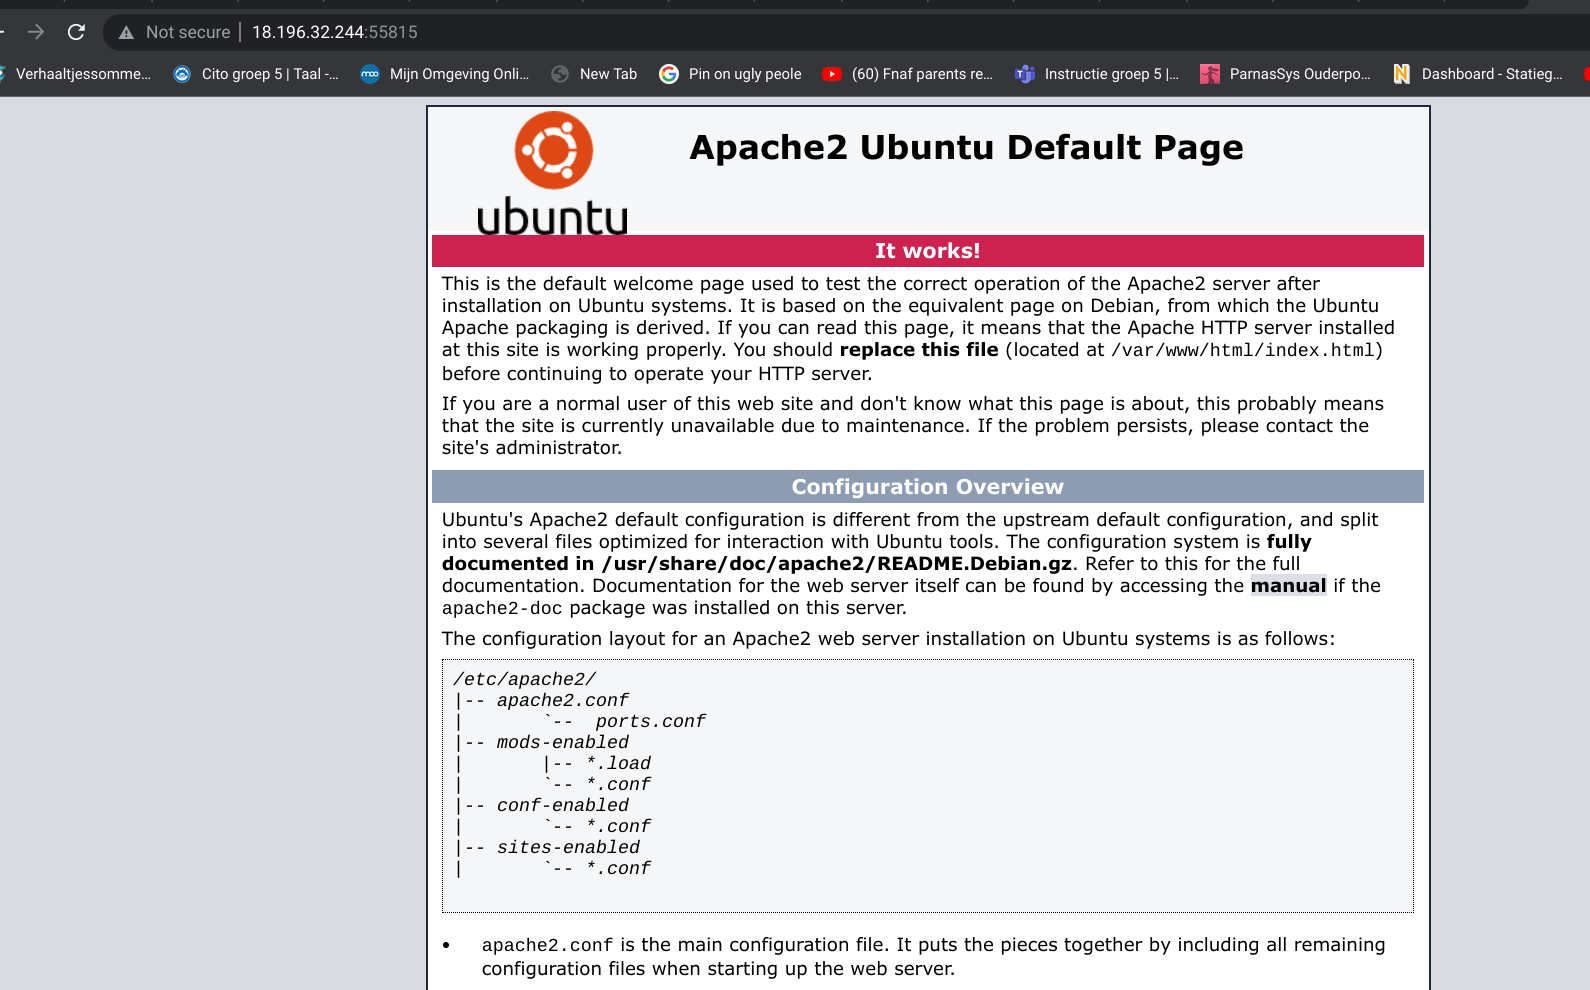 Not secure | 18.196.32.244:55815
Verhaaltjessomme... Cito groep 5 | Taal -... moo Mijn Omgeving Onli... New Tab Pin on ugly peole (60) Fnaf parents re... Instructie groep 5 |... ParnasSys Ouderpo... Dashboard - Statieg...
ubuntu
Apache2 Ubuntu Default Page
It works!
This is the default welcome page used to test the correct operation of the Apache2 server after
installation on Ubuntu systems. It is based on the equivalent page on Debian, from which the Ubuntu
Apache packaging is derived. If you can read this page, it means that the Apache HTTP server installed
at this site is working properly. You should replace this file (located at /var/www/html/index.html)
before continuing to operate your HTTP server.
If you are a normal user of this web site and don't know what this page is about, this probably means
that the site is currently unavailable due to maintenance. If the problem persists, please contact the
site's administrator.
Configuration Overview
Ubuntu's Apache2 default configuration is different from the upstream default configuration, and split
into several files optimized for interaction with Ubuntu tools. The configuration system is fully
documented in /usr/share/doc/apache2/README.Debian.gz. Refer to this for the full
documentation. Documentation for the web server itself can be found by accessing the manual if the
apache2-doc package was installed on this server.
The configuration layout for an Apache2 web server installation on Ubuntu systems is as follows:
/etc/apache2/
|-- apache2.conf
|       `--  ports.conf
|-- mods-enabled
|       |-- *.load
|       `-- *.conf
|-- conf-enabled
|       `-- *.conf
|-- sites-enabled
|       `-- *.conf
• apache2.conf is the main configuration file. It puts the pieces together by including all remaining
configuration files when starting up the web server.